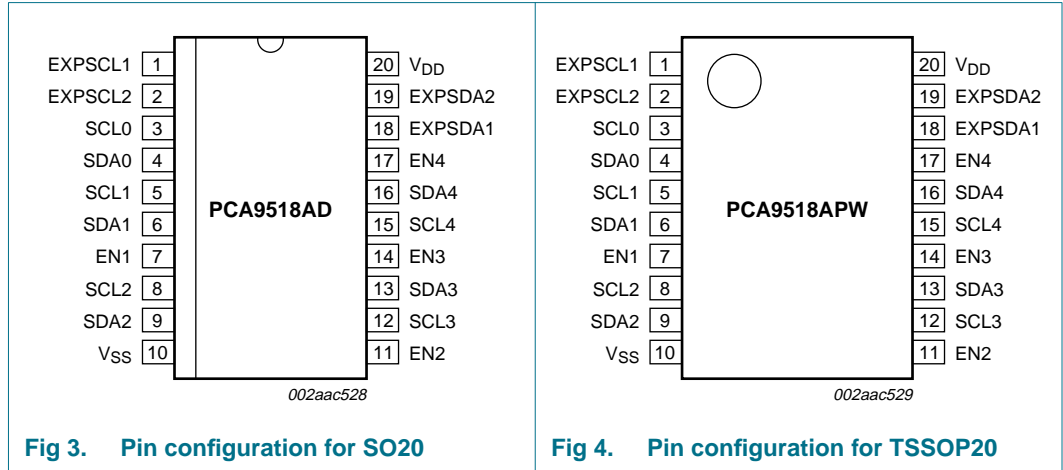 EXPSCL1 1
EXPSCL2 2
SCL0 3
SDA0 4
SCL1 5
SDA1 6
EN1 7
SCL2 8
SDA2 9
VSS 10
PCA9518AD
20 VDD
19 EXPSDA2
18 EXPSDA1
17 EN4
16 SDA4
15 SCL4
14 EN3
13 SDA3
12 SCL3
11 EN2
002aac528
Fig 3. Pin configuration for SO20
EXPSCL1 1
EXPSCL2 2
SCL0 3
SDA0 4
SCL1 5
SDA1 6
EN1 7
SCL2 8
SDA2 9
VSS 10
PCA9518APW
20 VDD
19 EXPSDA2
18 EXPSDA1
17 EN4
16 SDA4
15 SCL4
14 EN3
13 SDA3
12 SCL3
11 EN2
002aac529
Fig 4. Pin configuration for TSSOP20